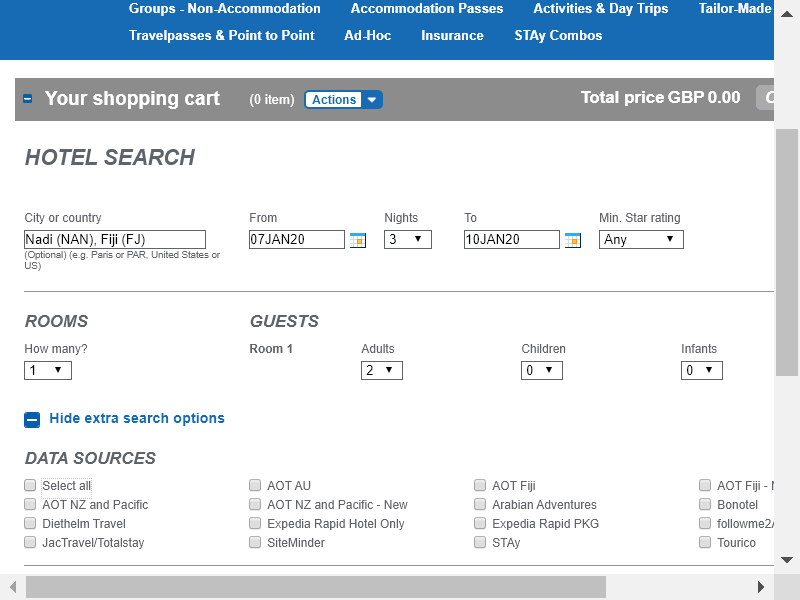 Groups - Non-Accommodation Accommodation Passes Activities & Day Trips Tailor-Made
Travelpasses & Point to Point Ad-Hoc Insurance STAy Combos
Your shopping cart (0 item) Actions Total price GBP 0.00
HOTEL SEARCH
City or country From Nights To Min. Star rating
Nadi (NAN), Fiji (FJ) 07JAN20 3 10JAN20 Any
(Optional) (e.g. Paris or PAR, United States or
US)
ROOMS GUESTS
How many? Room 1 Adults Children Infants
1 2 0 0
Hide extra search options
DATA SOURCES
Select all AOT AU AOT Fiji AOT Fiji -
AOT NZ and Pacific AOT NZ and Pacific - New Arabian Adventures Bonotel
Diethelm Travel Expedia Rapid Hotel Only Expedia Rapid PKG
JacTravel/Totalstay SiteMinder STAy Tourico